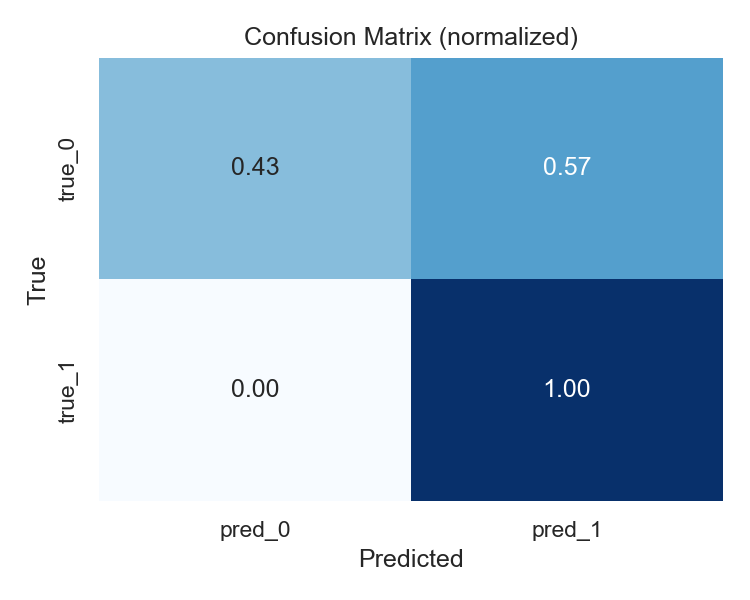 Confusion Matrix (normalized)
True
true_0
0.43 0.57
true_1
0.00 1.00
pred_0 pred_1
Predicted